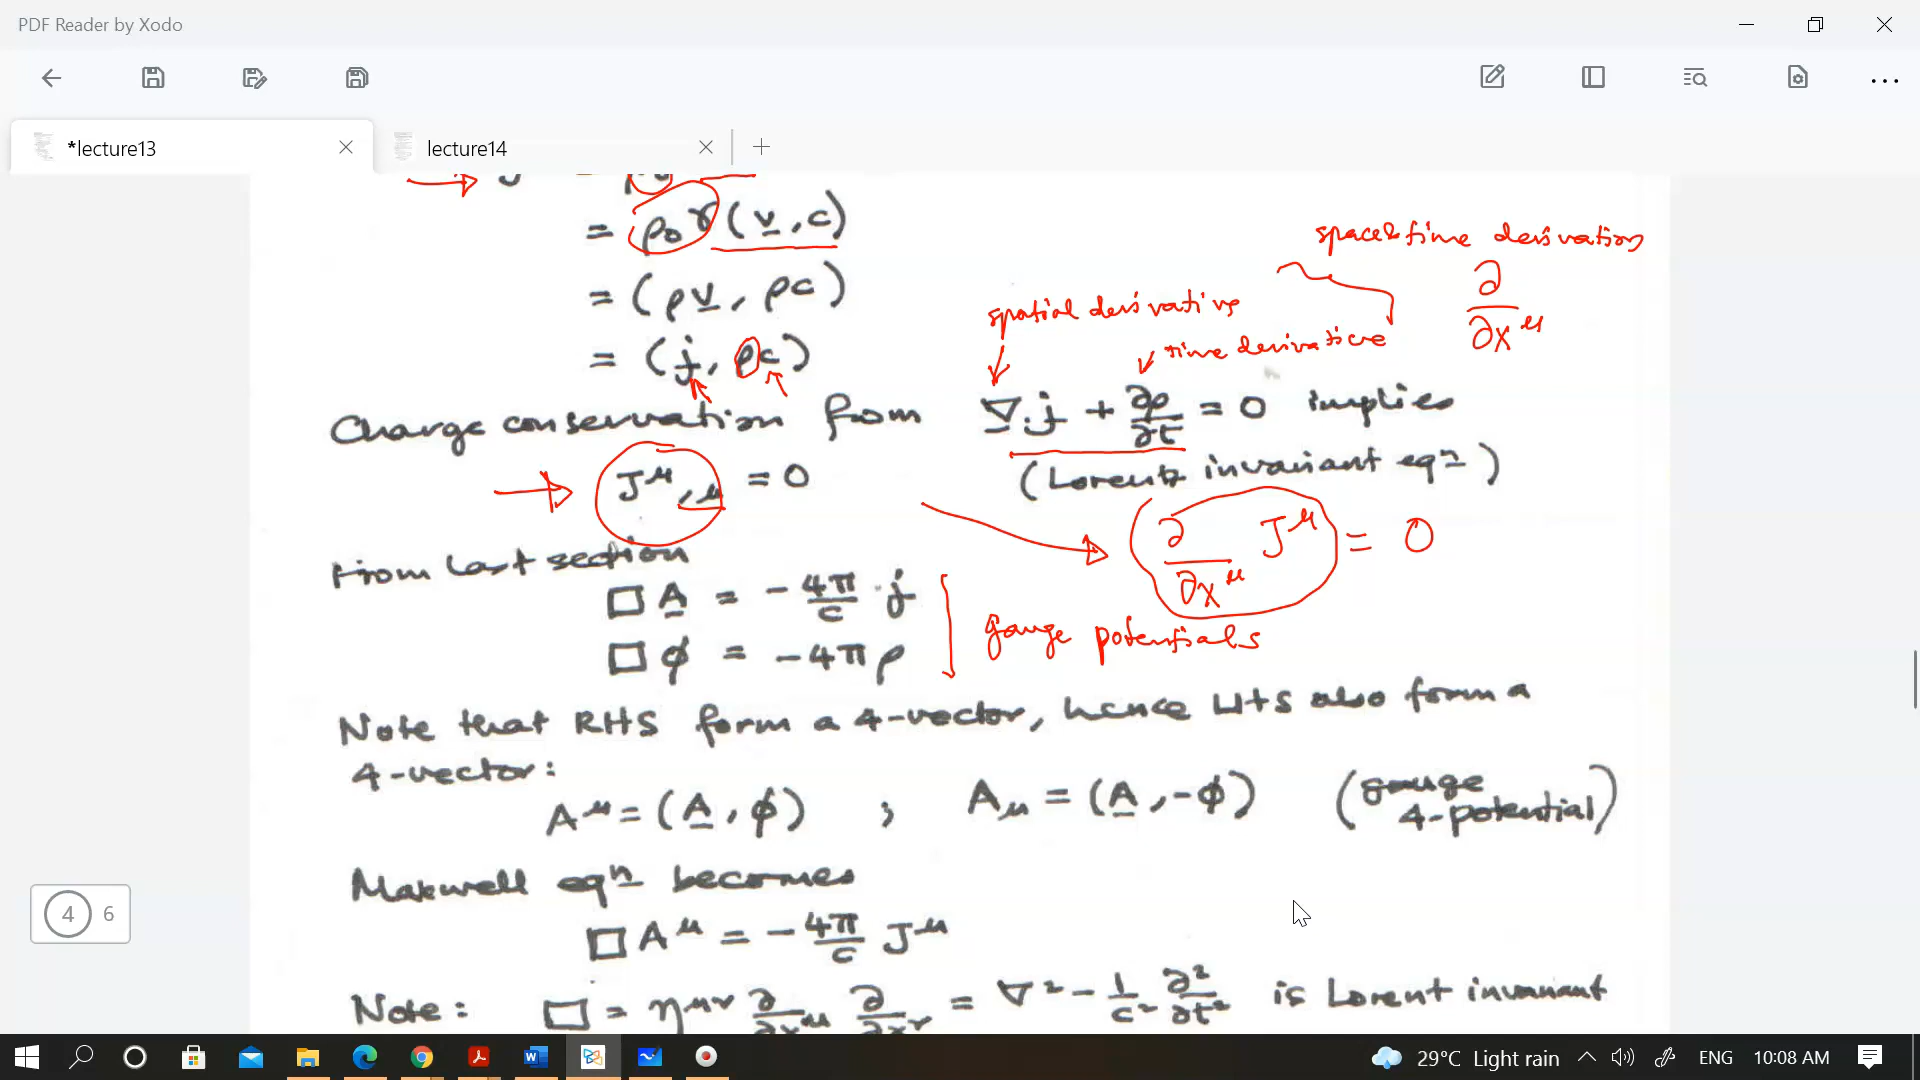 PDF Reader by Xodo
*lecture13
lecture14
= ρ₀γ(v, c)
space & time derivation
= (ρv, ρc)
spatial derivative
∂/∂x^μ
= (j, ρc)
time derivative
Charge conservation from ∇·j + ∂ρ/∂t = 0 implies
J^μ,μ = 0 (Lorentz invariant eqn)
∂/∂x^μ J^μ = 0
From last section
□A = -4π/c j
□φ = -4πρ
gauge potentials
Note that RHS form a 4-vector, hence LHS also form a
4-vector:
A^μ = (A, φ) ; A_μ = (A, -φ) (gauge 4-potential)
Maxwell eqn becomes
□A^μ = -4π/c J^μ
Note: □ = η^μν ∂/∂x^μ ∂/∂x^ν = ∇² - 1/c² ∂²/∂t² is Lorent invariant
4 6
29°C Light rain ENG 10:08 AM